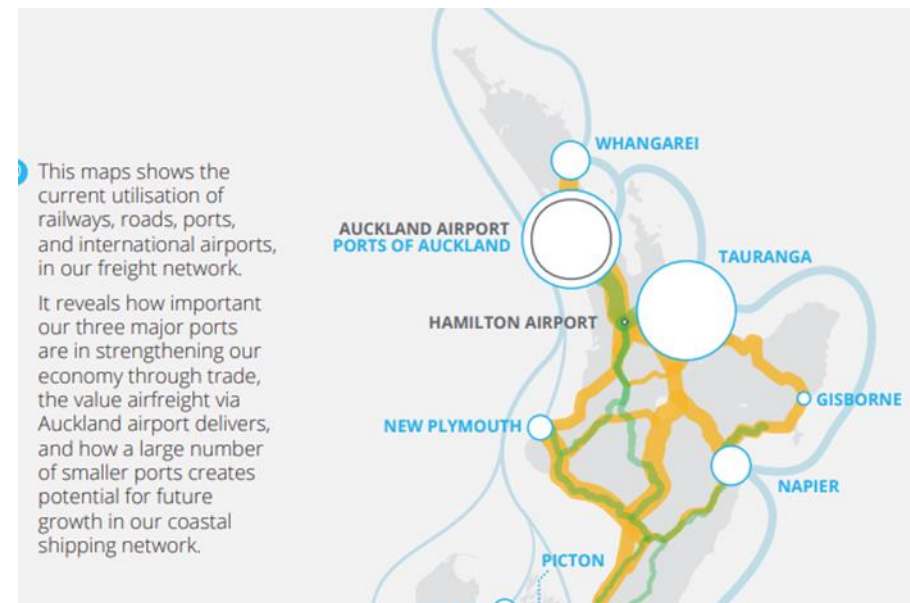 This maps shows the
current utilisation of
railways, roads, ports,
and international airports,
in our freight network.
It reveals how important
our three major ports
are in strengthening our
economy through trade,
the value airfreight via
Auckland airport delivers,
and how a large number
of smaller ports creates
potential for future
growth in our coastal
shipping network.
WHANGAREI
AUCKLAND AIRPORT
PORTS OF AUCKLAND
TAURANGA
HAMILTON AIRPORT
GISBORNE
NEW PLYMOUTH
NAPIER
PICTON